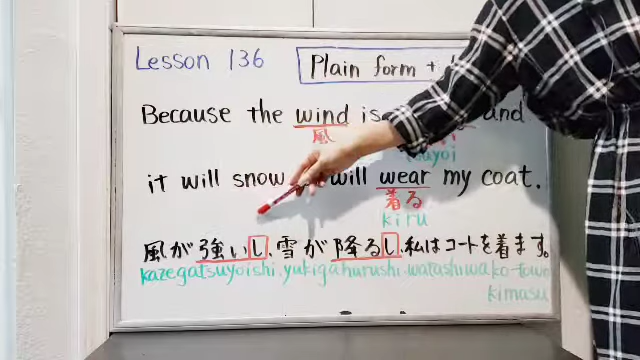 Lesson 136
Plain form +
Because the wind is and
風
uyoi
it will snow will wear my coat.
着る
kiru
風が強いし、雪が降るし、私はコートを着ます。
kazegatsuyoishi.yukigafurushi.watashiwako-towo
kimasu